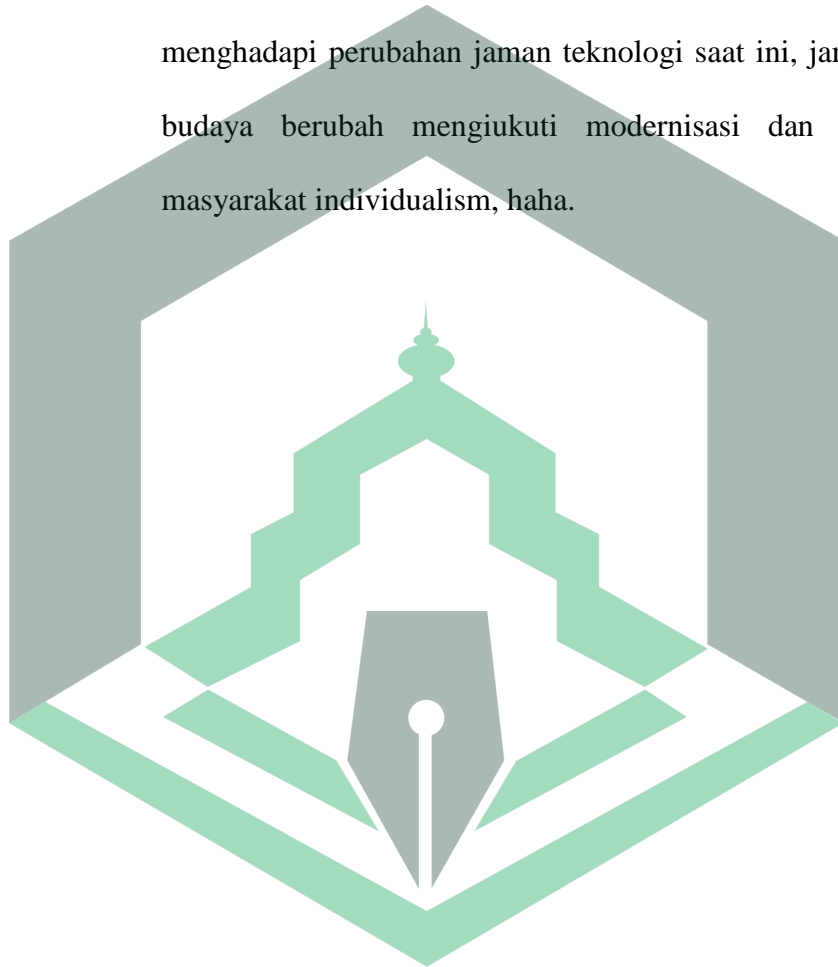 menghadapi perubahan jaman teknologi saat ini,
budaya berubah mengiukuti modernisasi dan
masyarakat individualism, haha.